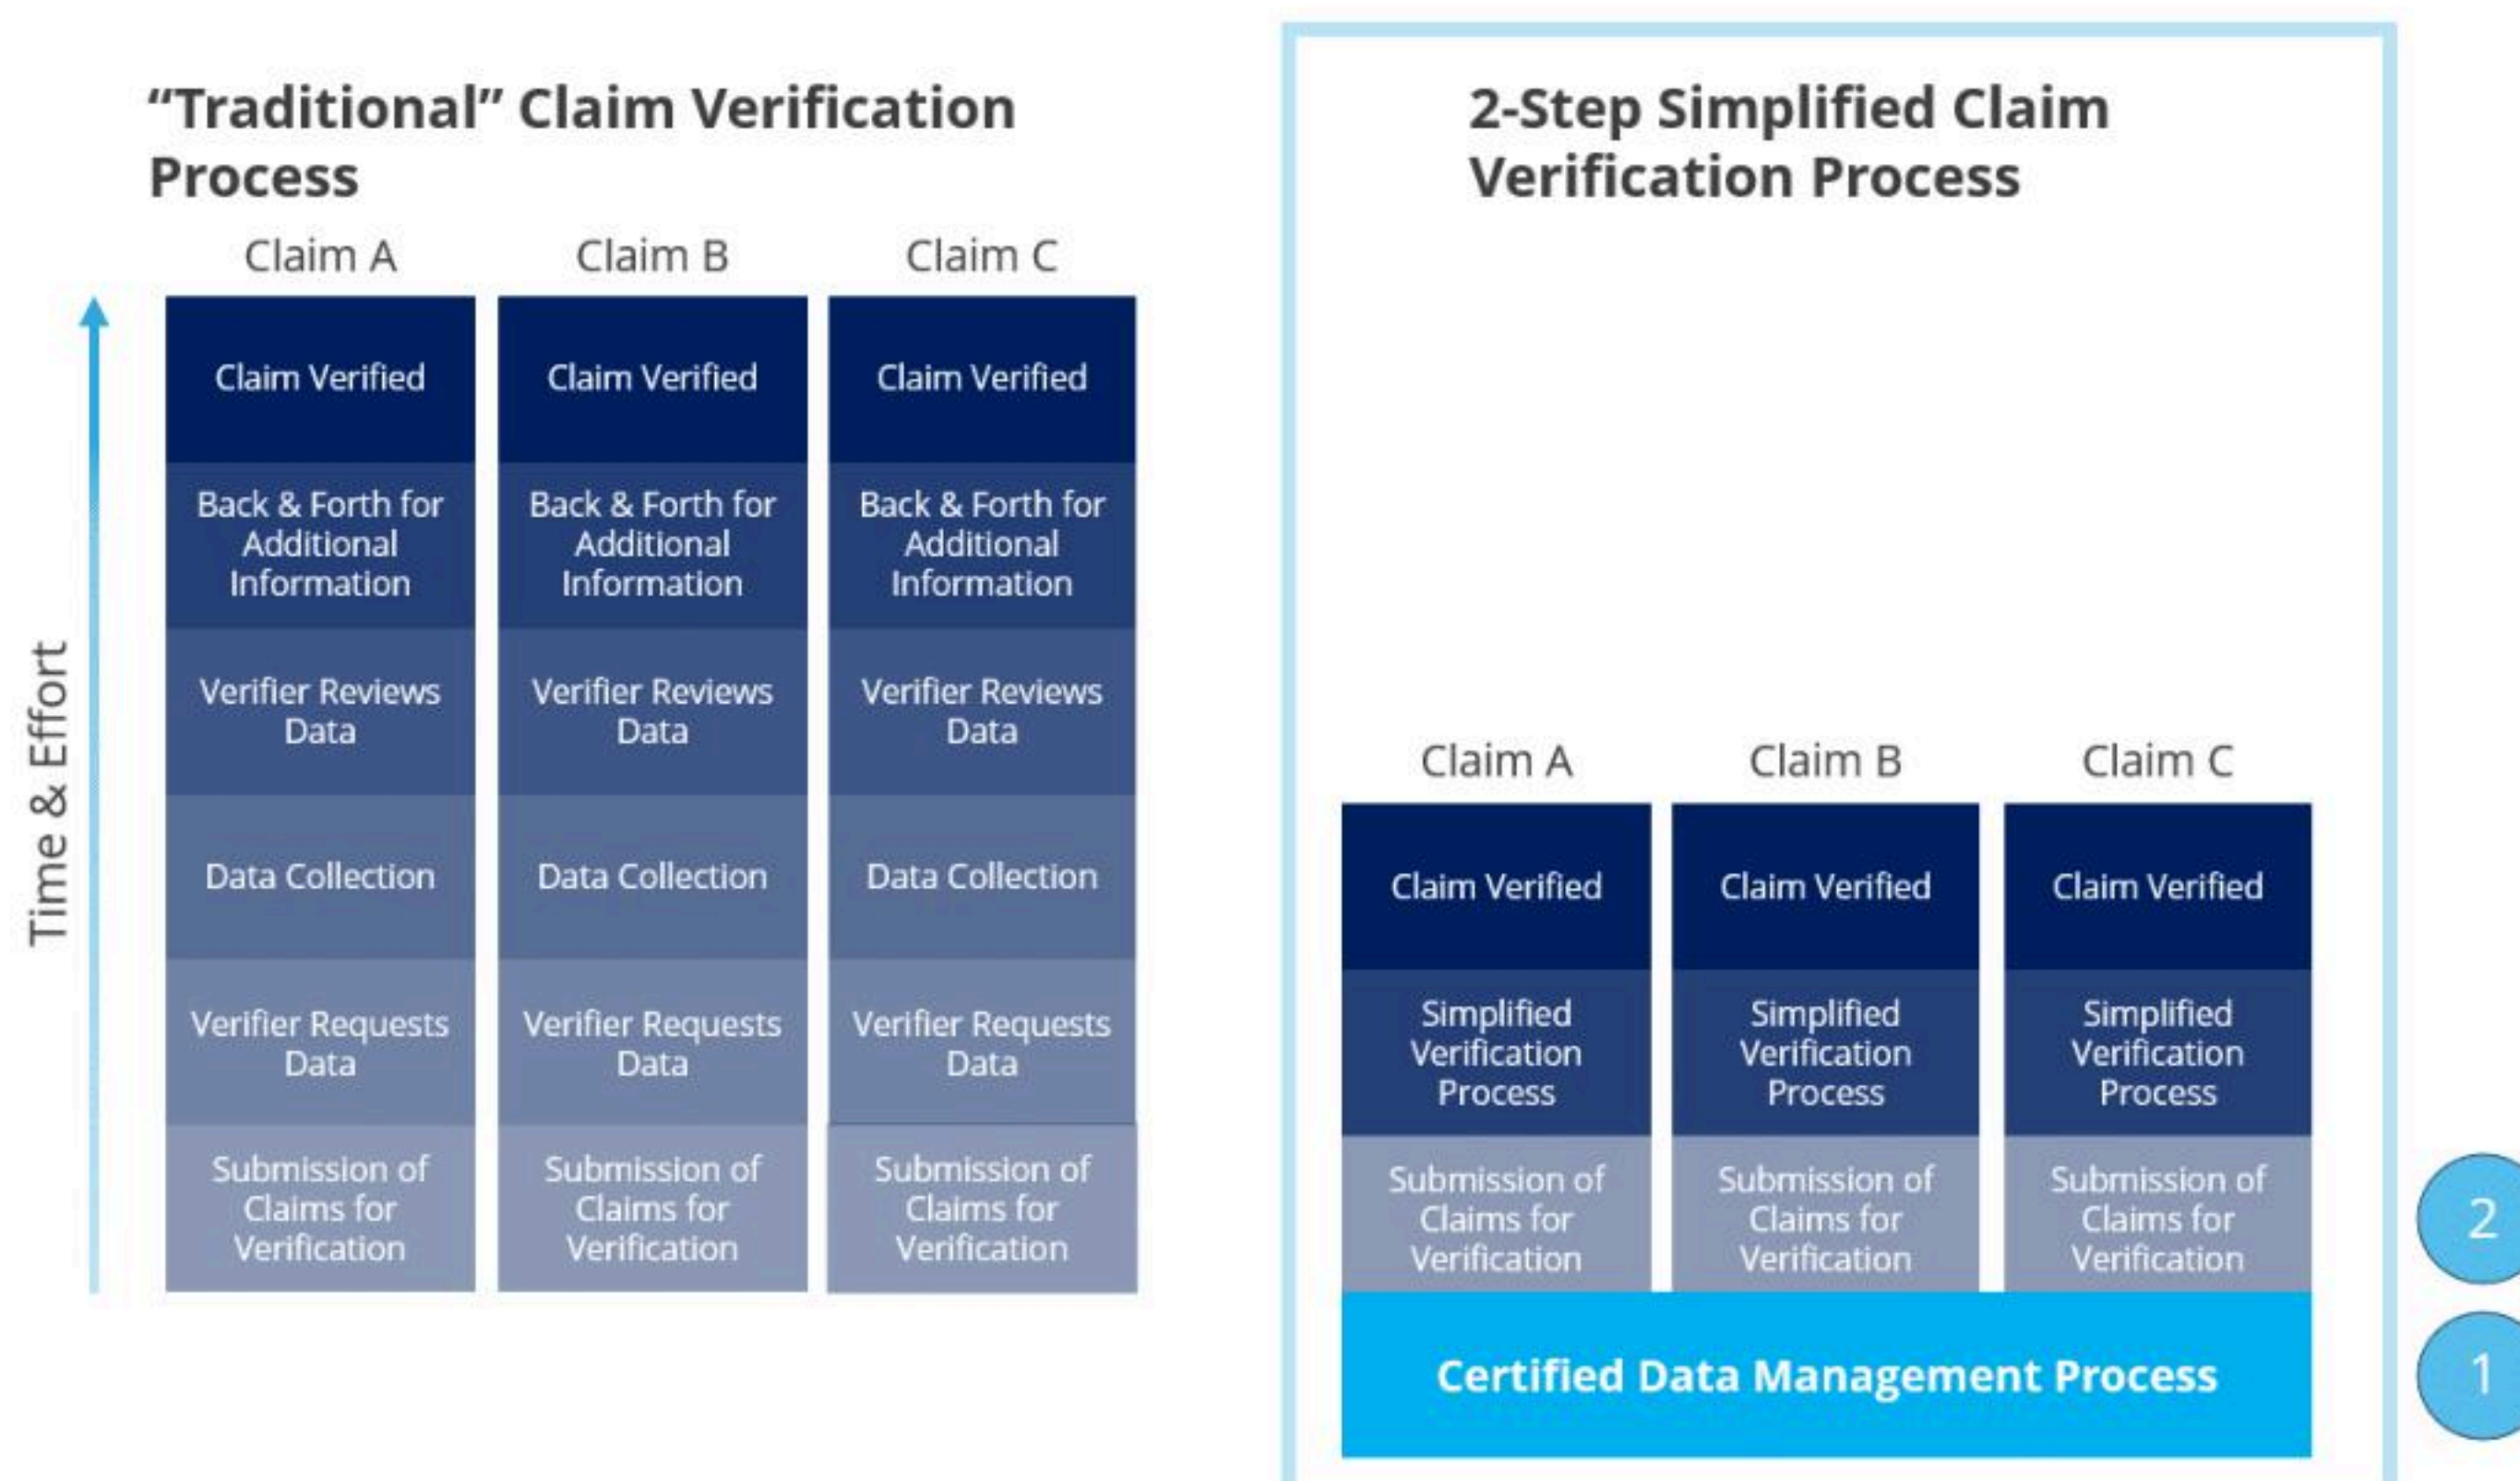 “Traditional” Claim Verification
Process
Claim A
Claim B
Claim C
Time & Effort
Claim Verified
Claim Verified
Claim Verified
Back & Forth for
Additional
Information
Back & Forth for
Additional
Information
Back & Forth for
Additional
Information
Verifier Reviews
Data
Verifier Reviews
Data
Verifier Reviews
Data
Data Collection
Data Collection
Data Collection
Verifier Requests
Data
Verifier Requests
Data
Verifier Requests
Data
Submission of
Claims for
Verification
Submission of
Claims for
Verification
Submission of
Claims for
Verification
2-Step Simplified Claim
Verification Process
Claim A
Claim B
Claim C
Claim Verified
Claim Verified
Claim Verified
Simplified
Verification
Process
Simplified
Verification
Process
Simplified
Verification
Process
Submission of
Claims for
Verification
Submission of
Claims for
Verification
Submission of
Claims for
Verification
2
Certified Data Management Process
1